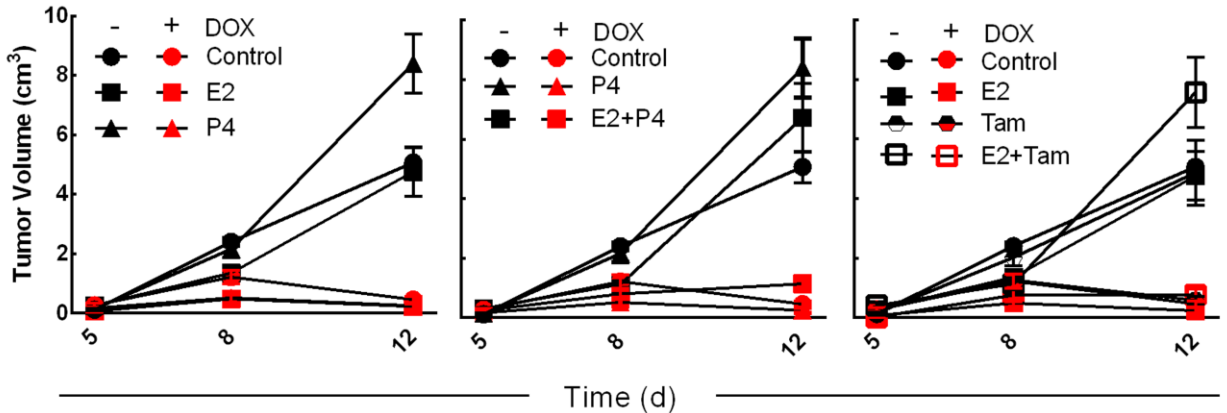 Tumor Volume (cm³)
10
8
6
4
2
0
- + DOX
Control
E2
P4
5 8 12
- + DOX
Control
P4
E2+P4
5 8 12
- + DOX
Control
E2
Tam
E2+Tam
5 8 12
Time (d)